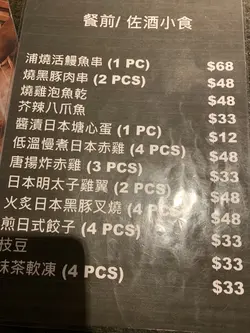 餐前/ 佐酒小食
浦燒活鰻魚串 (1 PC) $68
燒黑豚肉串 (2 PCS) $48
燒雞泡魚乾 $48
芥辣八爪魚 $33
醬漬日本塘心蛋 (1 PC) $12
低溫慢煮日本赤雞 (4 PCS) $48
唐揚炸赤雞 (3 PCS) $33
日本明太子雞翼 (2 PCS) $48
火炙日本黑豚叉燒 (4 PCS) $48
煎日式餃子 (4 PCS) $33
枝豆 $33
抹茶軟凍 (4 PCS) $33